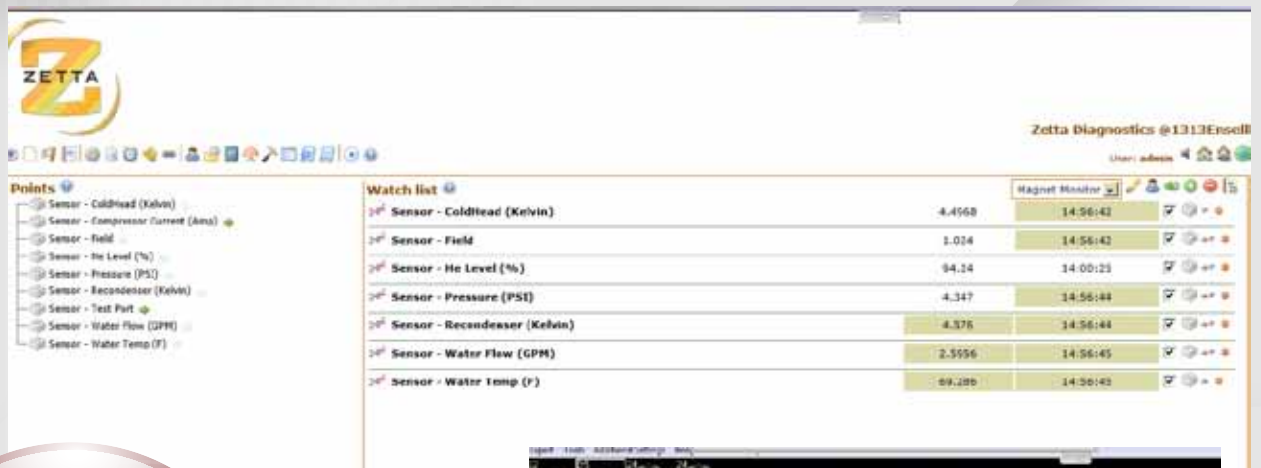 ZETTA
Zetta Diagnostics
User: admin
Points
Sensor - ColdHead (Kelvin)
Sensor - Compressor Current (Amp)
Sensor - Field
Sensor - He Level (%)
Sensor - Pressure (PSI)
Sensor - Recondenser (Kelvin)
Sensor - Test Port
Sensor - Water Flow (GPM)
Sensor - Water Temp (F)
Watch list Magnet Monitor
Sensor - ColdHead (Kelvin) 4.4568 14:56:42
Sensor - Field 1.024 14:56:42
Sensor - He Level (%) 94.14 14:00:25
Sensor - Pressure (PSI) 4.347 14:56:44
Sensor - Recondenser (Kelvin) 4.376 14:56:44
Sensor - Water Flow (GPM) 2.5956 14:56:45
Sensor - Water Temp (F) 69.286 14:56:45